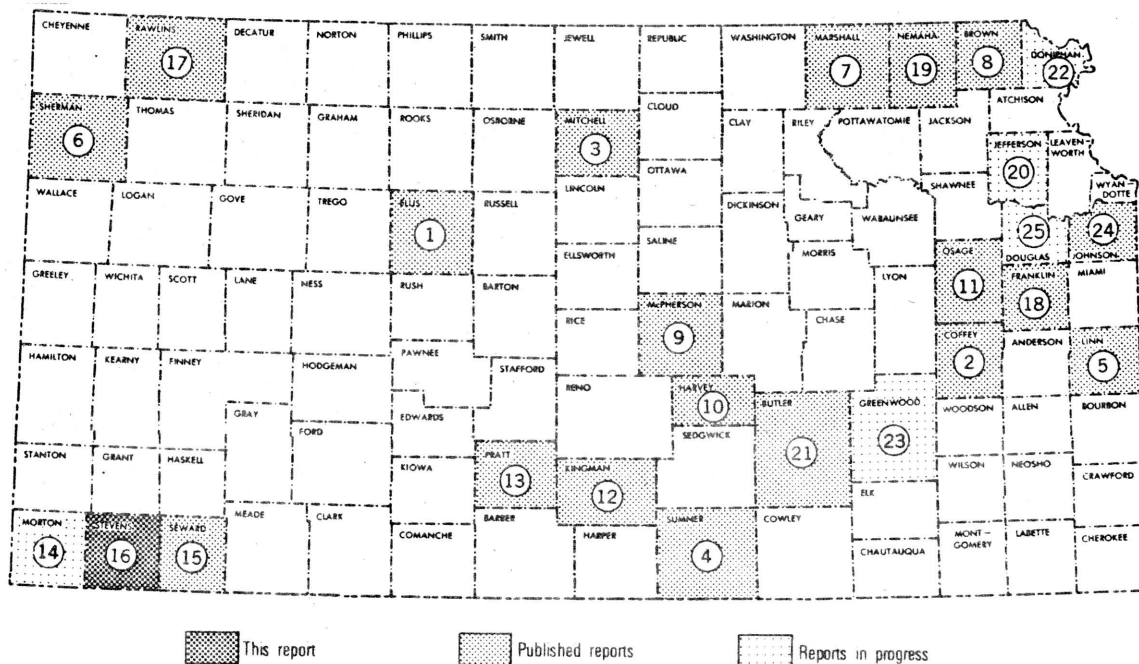 CHEYENNE
RAWLINS
17
DECATUR
NORTON
PHILLIPS
SMITH
JEWELL
REPUBLIC
WASHINGTON
MARSHALL
7
NEMAHA
19
BROWN
8
DONIPHAN
22
SHERMAN
6
THOMAS
SHERIDAN
GRAHAM
ROOKS
OSBORNE
MITCHELL
3
CLOUD
CLAY
RILEY
POTTAWATOMIE
JACKSON
ATCHISON
JEFFERSON
20
LEAVEN-
WORTH
WYAN-
DOTTE
WALLACE
LOGAN
GOVE
TREGO
ELLIS
1
RUSSELL
LINCOLN
OTTAWA
DICKINSON
GEARY
WABAUNSEE
SHAWNEE
25
DOUGLAS
24
JOHNSON
SALINE
ELLSWORTH
MORRIS
LYON
OSAGE
11
FRANKLIN
18
MIAMI
GREELEY
WICHITA
SCOTT
LANE
NESS
RUSH
BARTON
RICE
McPHERSON
9
MARION
CHASE
COFFEY
2
ANDERSON
LINN
5
HAMILTON
KEARNY
FINNEY
HODGEMAN
PAWNEE
STAFFORD
RENO
HARVEY
10
BUTLER
21
GREENWOOD
23
WOODSON
ALLEN
BOURBON
GRAY
FORD
EDWARDS
SEDGWICK
STANTON
GRANT
HASKELL
KIOWA
PRATT
13
KINGMAN
12
ELK
WILSON
NEOSHO
CRAWFORD
MORTON
14
STEVEN
16
SEWARD
15
MEADE
CLARK
COMANCHE
BARBER
HARPER
SUMNER
4
COWLEY
CHAUTAUQUA
MONT-
GOMERY
LABETTE
CHEROKEE
This report
Published reports
Reports in progress